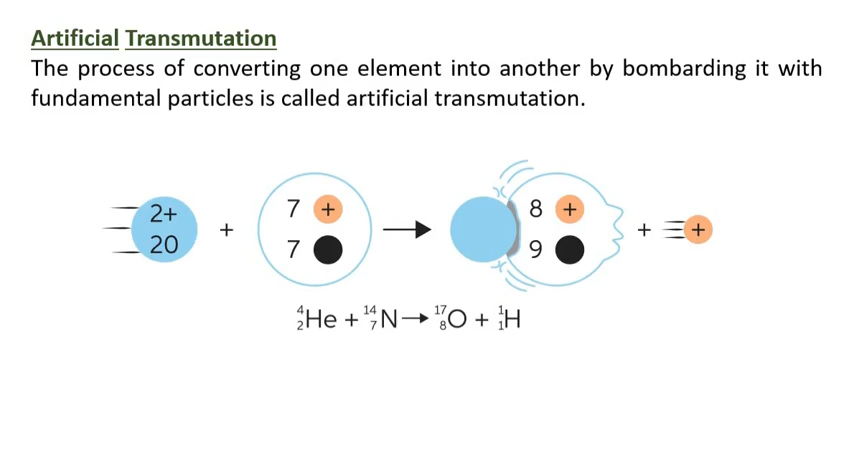 Artificial Transmutation
The process of converting one element into another by bombarding it with
fundamental particles is called artificial transmutation.
2+
20
+
7 +
7
8 +
9
+ +
⁴₂He + ¹⁴₇N → ¹⁷₈O + ¹₁H